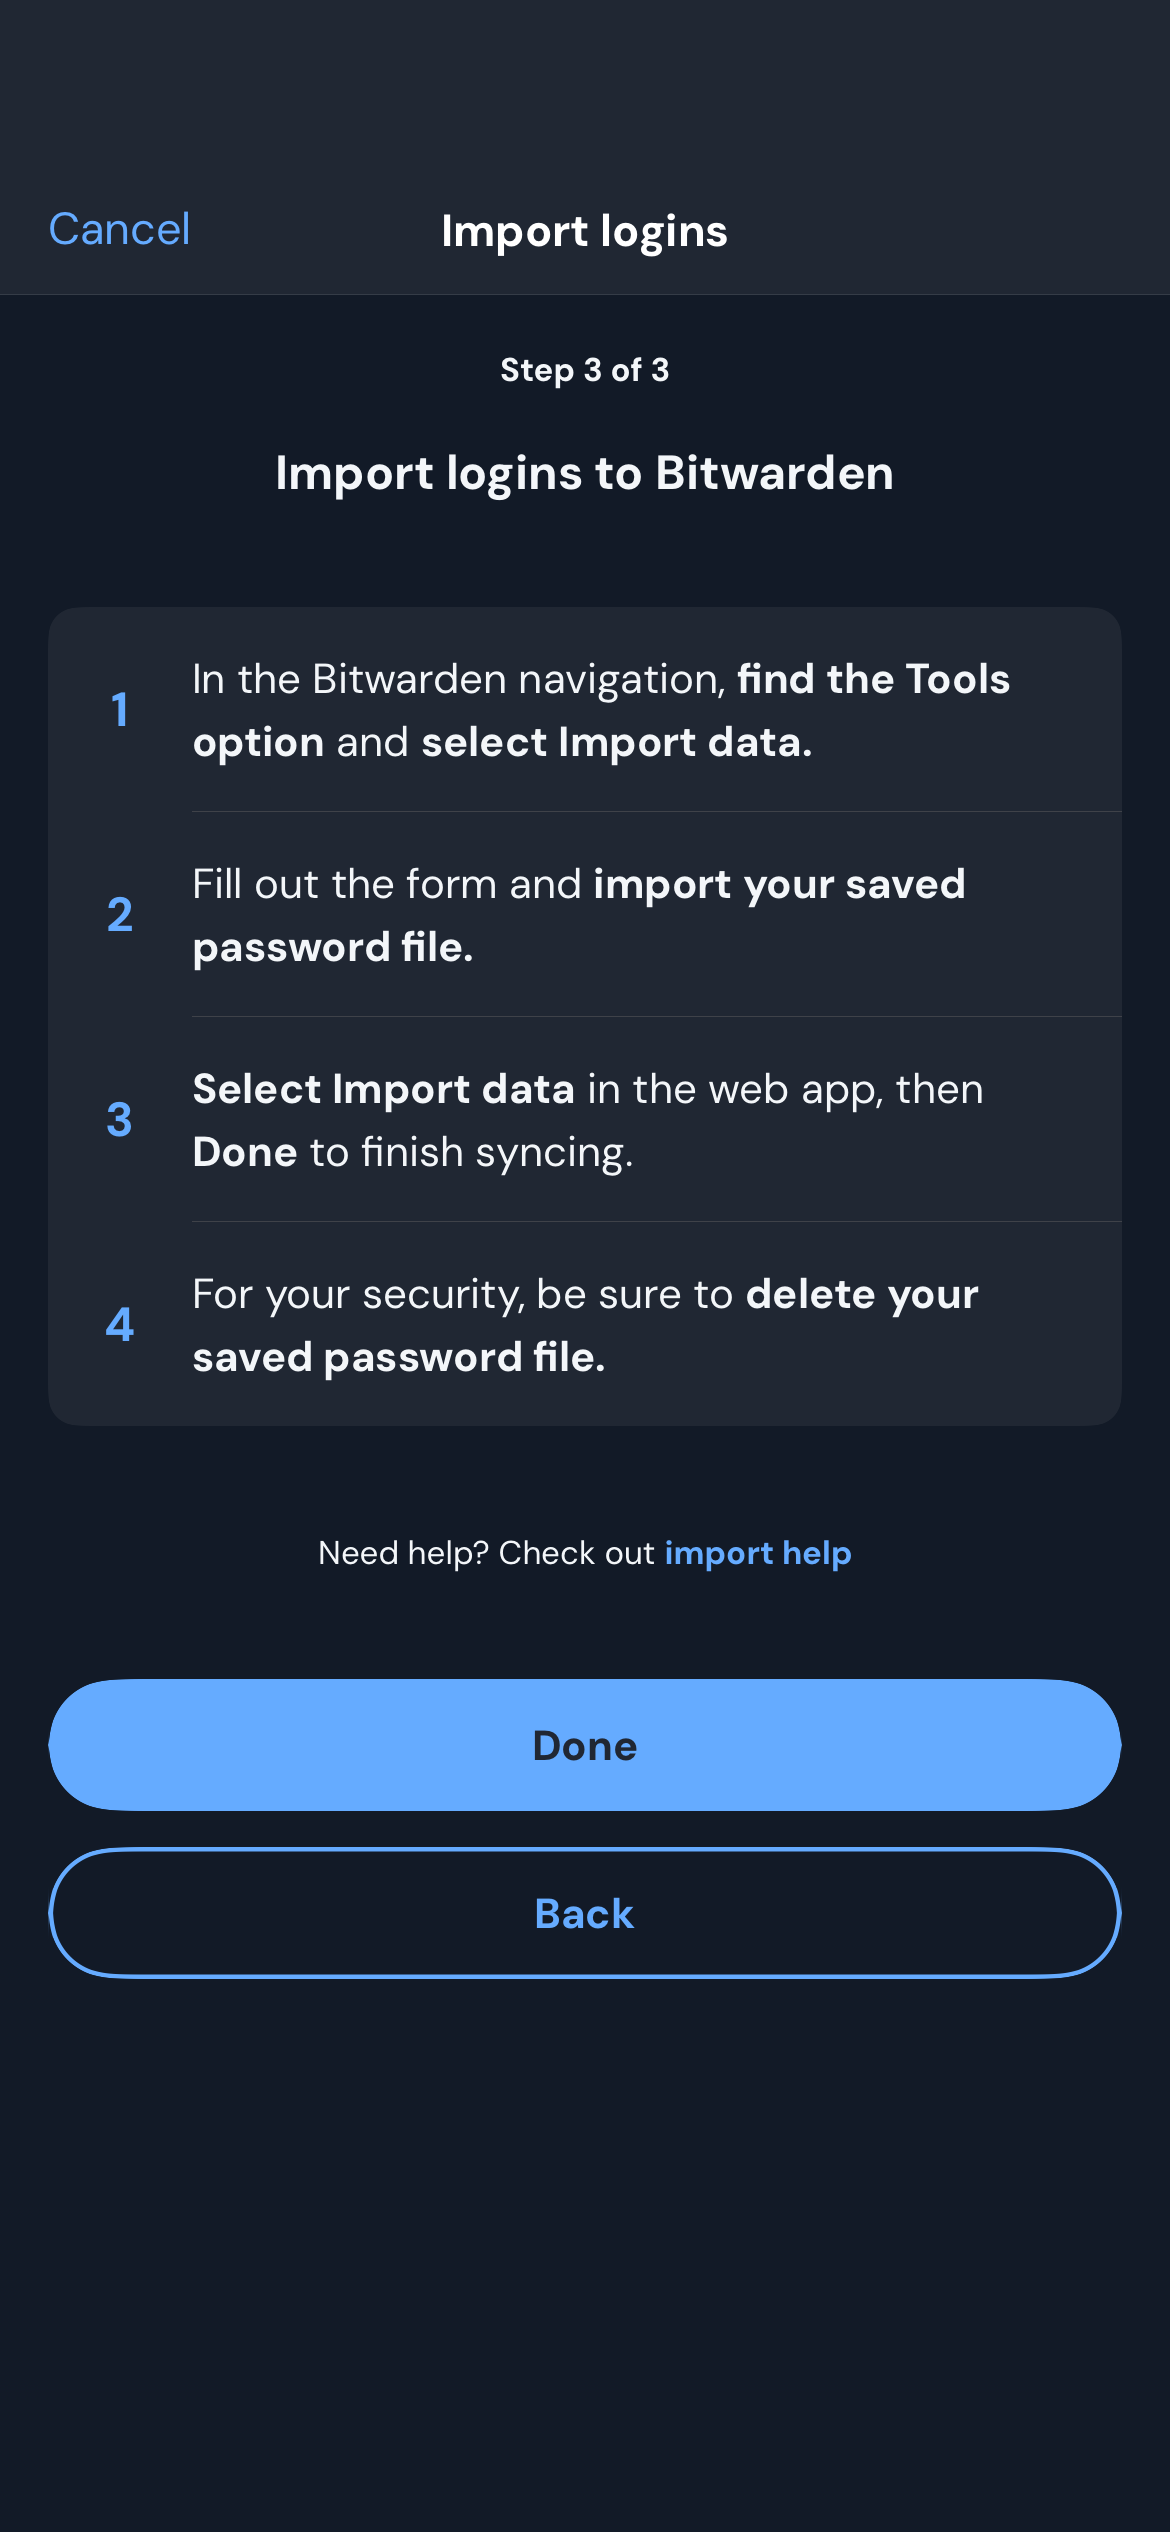 Cancel
Import logins
Step 3 of 3
Import logins to Bitwarden
1
In the Bitwarden navigation, find the Tools
option and select Import data.
2
Fill out the form and import your saved
password file.
3
Select Import data in the web app, then
Done to finish syncing.
4
For your security, be sure to delete your
saved password file.
Need help? Check out import help
Done
Back